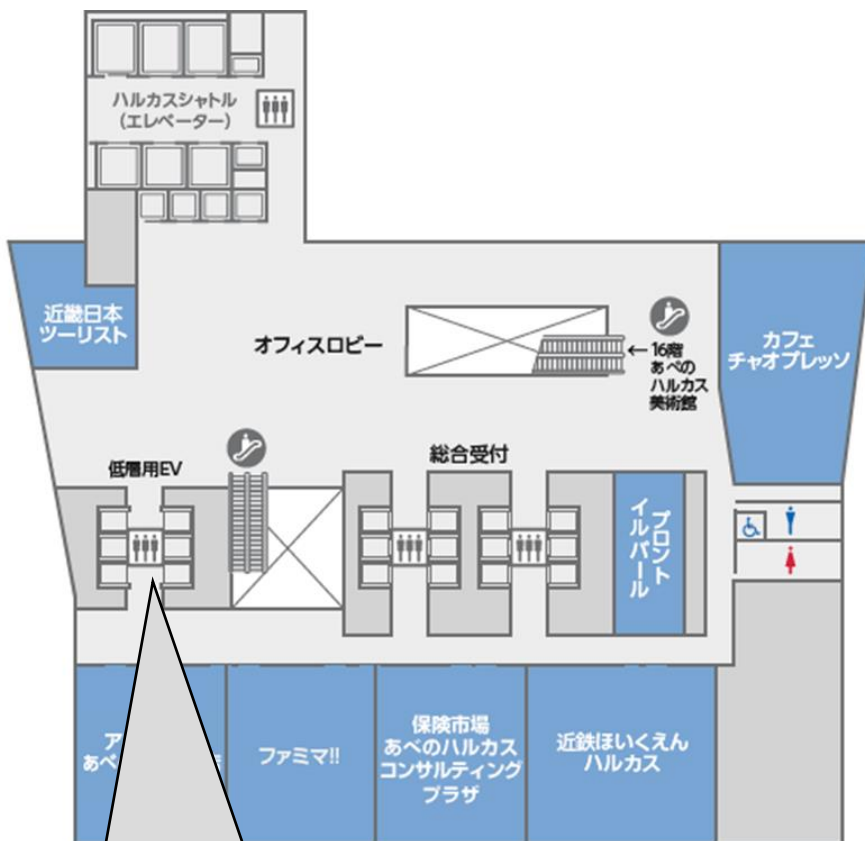 ハルカスシャトル
(エレベーター)
近畿日本
ツーリスト
オフィスロビー
←16階
あべの
ハルカス
美術館
カフェ
チャオプレッソ
低層用EV
総合受付
プロント
イルバール
ア
あべ
ファミマ!!
保険市場
あべのハルカス
コンサルティング
プラザ
近鉄ほいくえん
ハルカス